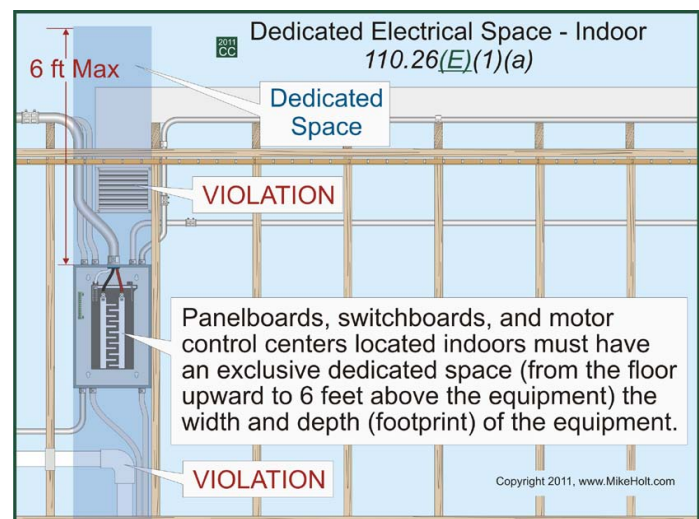 Dedicated Electrical Space - Indoor
2011
CC
110.26(E)(1)(a)
6 ft Max
Dedicated
Space
VIOLATION
Panelboards, switchboards, and motor
control centers located indoors must have
an exclusive dedicated space (from the floor
upward to 6 feet above the equipment) the
width and depth (footprint) of the equipment.
VIOLATION
Copyright 2011, www.MikeHolt.com